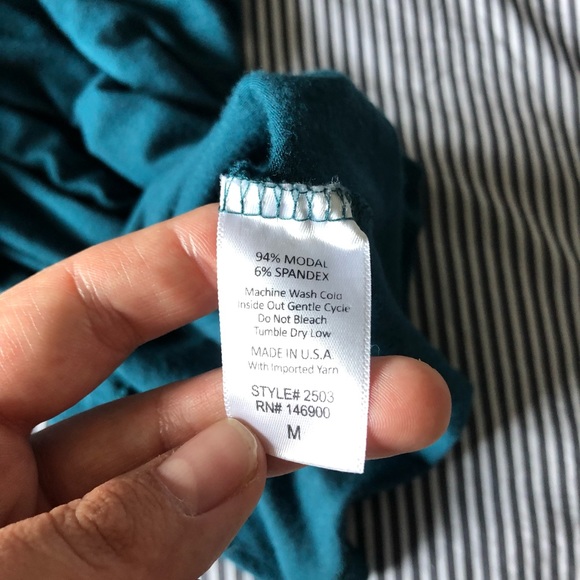 94% MODAL
6% SPANDEX
Machine Wash Cold
Inside Out Gentle Cycle
Do Not Bleach
Tumble Dry Low
MADE IN U.S.A
With Imported Yarn
STYLE# 2503
RN# 146900
M